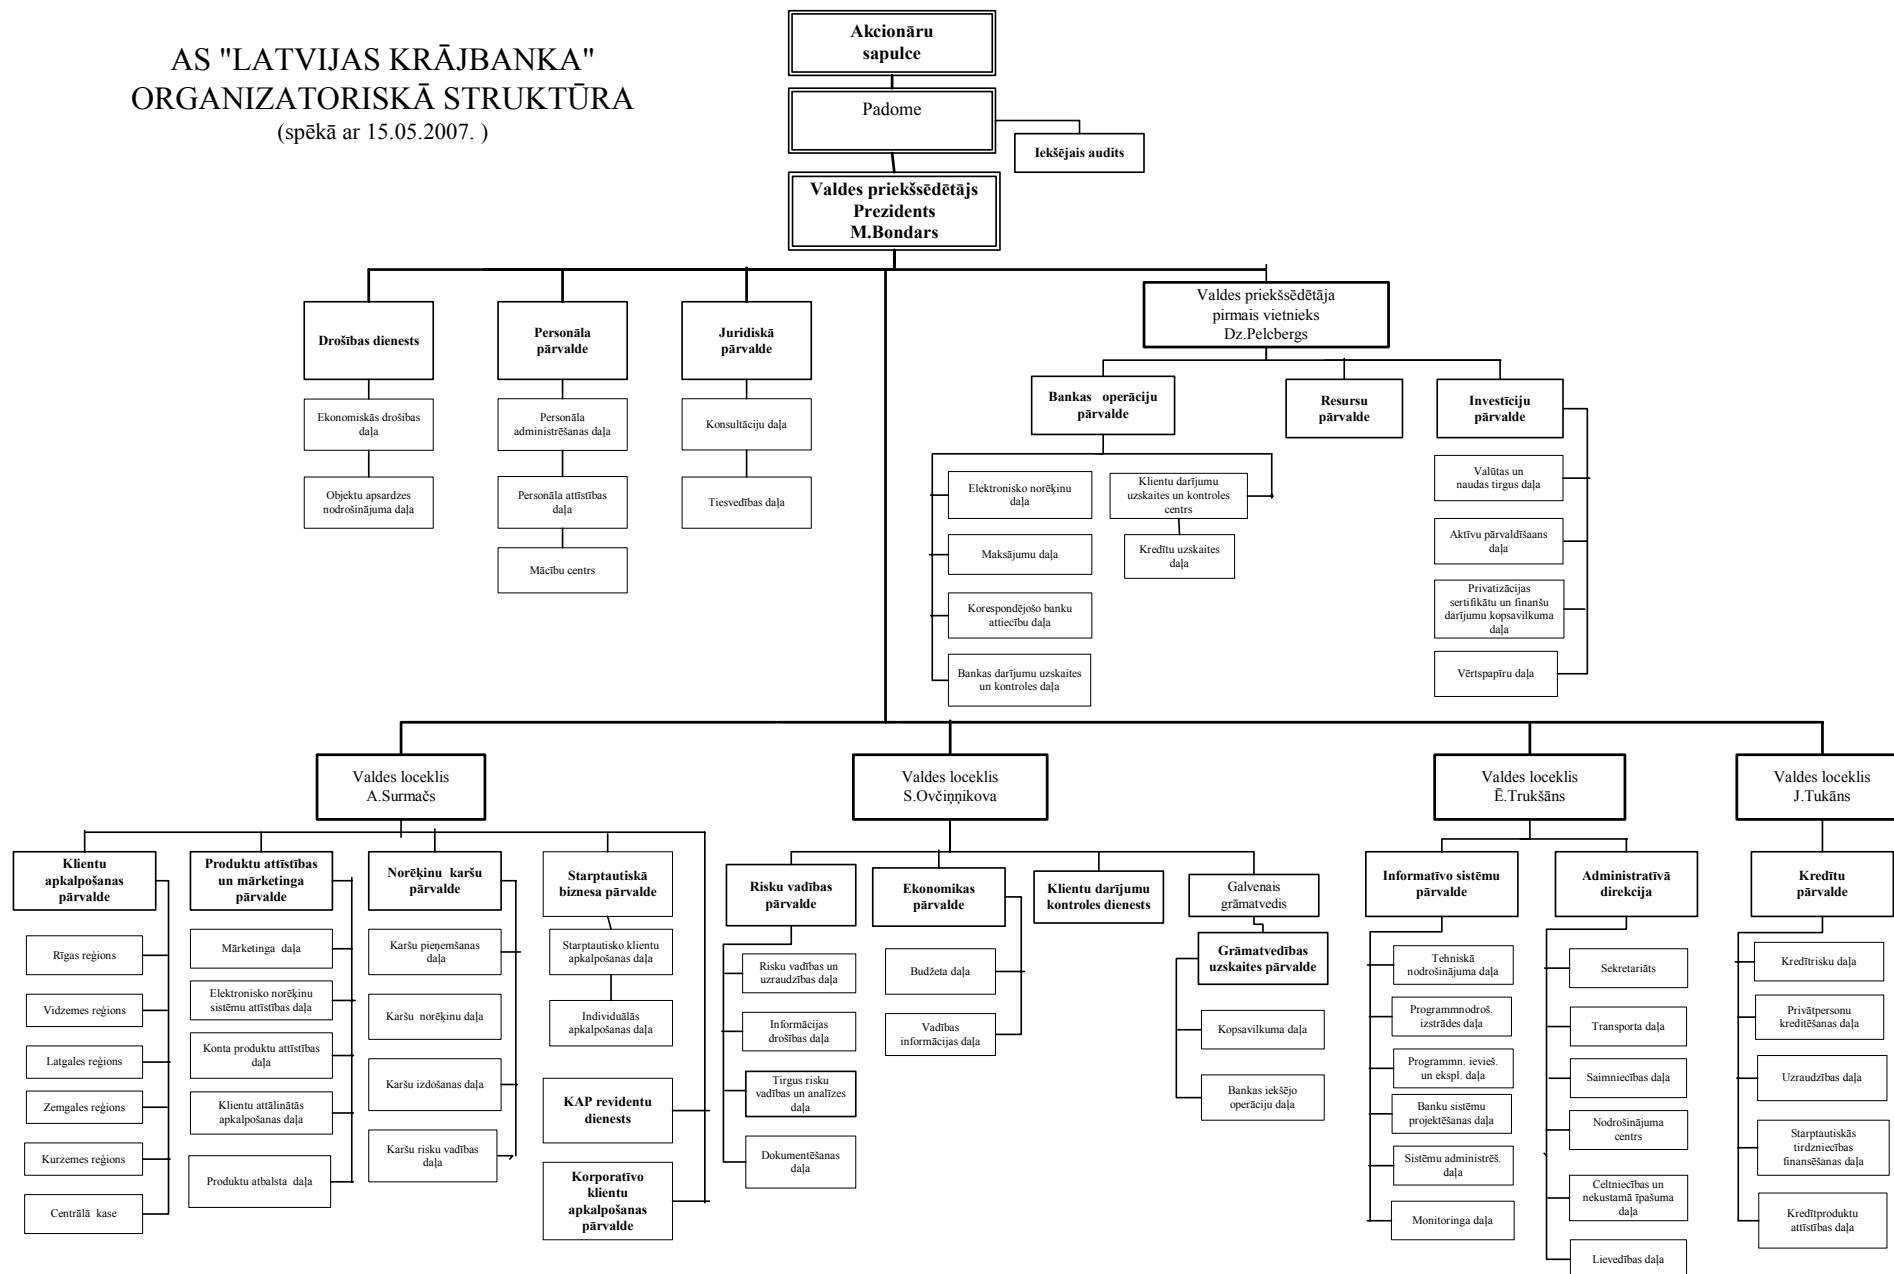 AS "LATVIJAS KRĀJBANKA"
ORGANIZATORISKĀ STRUKTŪRA
(spēkā ar 15.05.2007. )
Akcionāru
sapulce
Padome
Iekšējais audits
Valdes priekšsēdētājs
Prezidents
M.Bondars
Drošības dienests
Ekonomiskās drošības
daļa
Objektu apsardzes
nodrošinājuma daļa
Personāla
pārvalde
Personāla
administrēšanas daļa
Personāla attīstības
daļa
Mācību centrs
Juridiskā
pārvalde
Konsultāciju daļa
Tiesvedības daļa
Valdes priekšsēdētāja
pirmais vietnieks
Dz.Pelcbergs
Bankas operāciju
pārvalde
Elektronisko norēķinu
daļa
Maksājumu daļa
Korespondējošo banku
attiecību daļa
Bankas darījumu uzskaites
un kontroles daļa
Klientu darījumu
uzskaites un kontroles
centrs
Kredītu uzskaites
daļa
Resursu
pārvalde
Investīciju
pārvalde
Valūtas un
naudas tirgus daļa
Aktīvu pārvaldīšaans
daļa
Privatizācijas
sertifikātu un finanšu
darījumu kopsavilkuma
daļa
Vērtspapīru daļa
Valdes loceklis
A.Surmačs
Klientu
apkalpošanas
pārvalde
Rīgas reģions
Vidzemes reģions
Latgales reģions
Zemgales reģions
Kurzemes reģions
Centrālā kase
Produktu attīstības
un mārketinga
pārvalde
Mārketinga daļa
Elektronisko norēķinu
sistēmu attīstības daļa
Konta produktu attīstības
daļa
Klientu attālinātās
apkalpošanas daļa
Produktu atbalsta daļa
Norēķinu karšu
pārvalde
Karšu pieņemšanas
daļa
Karšu norēķinu daļa
Karšu izdošanas daļa
Karšu risku vadības
daļa
Starptautiskā
biznesa pārvalde
Starptautisko klientu
apkalpošanas daļa
Individuālās
apkalpošanas daļa
KAP revidentu
dienests
Korporatīvo
klientu
apkalpošanas
pārvalde
Valdes loceklis
S.Ovčiņņikova
Risku vadības
pārvalde
Risku vadības un
uzraudzības daļa
Informācijas
drošības daļa
Tirgus risku
vadības un analīzes
daļa
Dokumentēšanas
daļa
Ekonomikas
pārvalde
Budžeta daļa
Vadības
informācijas daļa
Klientu darījumu
kontroles dienests
Galvenais
grāmatvedis
Grāmatvedības
uzskaites pārvalde
Kopsavilkuma daļa
Bankas iekšējo
operāciju daļa
Valdes loceklis
Ē.Trukšāns
Informatīvo sistēmu
pārvalde
Tehniskā
nodrošinājuma daļa
Programmnodroš.
izstrādes daļa
Programmn. ievieš.
un ekspl. daļa
Banku sistēmu
projektēšanas daļa
Sistēmu administrēš.
daļa
Monitoringa daļa
Administratīvā
direkcija
Sekretariāts
Transporta daļa
Saimniecības daļa
Nodrošinājuma
centrs
Celtniecības un
nekustamā īpašuma
daļa
Lievedības daļa
Valdes loceklis
J.Tukāns
Kredītu
pārvalde
Kredītrisku daļa
Privātpersonu
kreditēšanas daļa
Uzraudzības daļa
Starptautiskās
tirdzniecības
finansēšanas daļa
Kredītproduktu
attīstības daļa